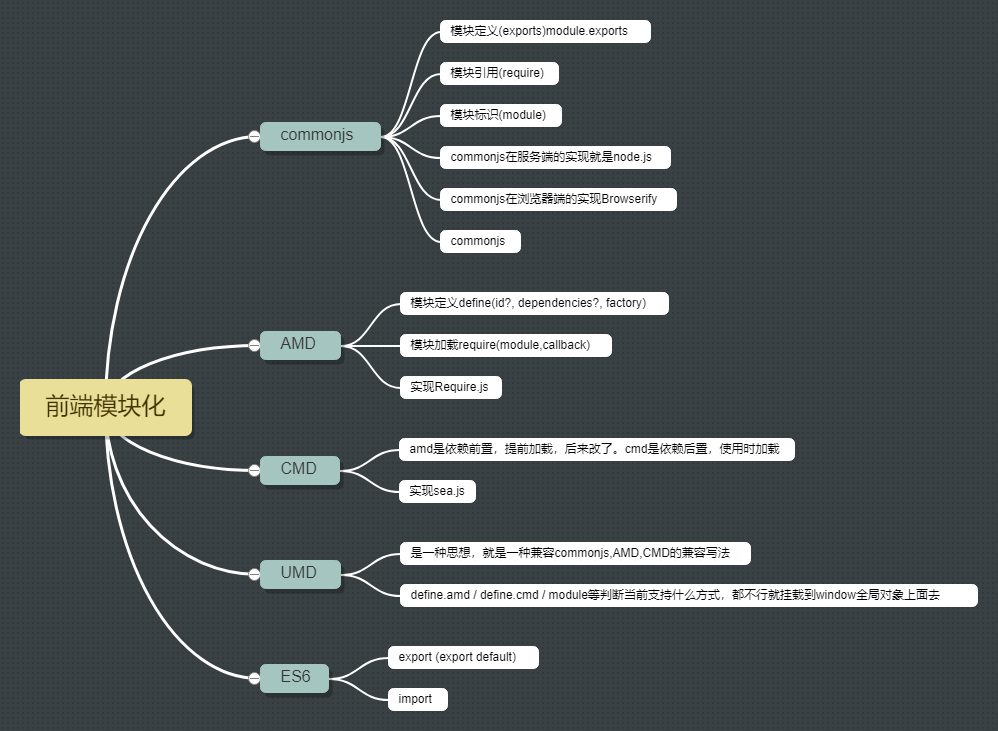 前端模块化
commonjs
模块定义(exports)module.exports
模块引用(require)
模块标识(module)
commonjs在服务端的实现就是node.js
commonjs在浏览器端的实现Browserify
commonjs
AMD
模块定义define(id?, dependencies?, factory)
模块加载require(module,callback)
实现Require.js
CMD
amd是依赖前置，提前加载，后来改了。cmd是依赖后置，使用时加载
实现sea.js
UMD
是一种思想，就是一种兼容commonjs,AMD,CMD的兼容写法
define.amd / define.cmd / module等判断当前支持什么方式，都不行就挂载到window全局对象上面去
ES6
export (export default)
import